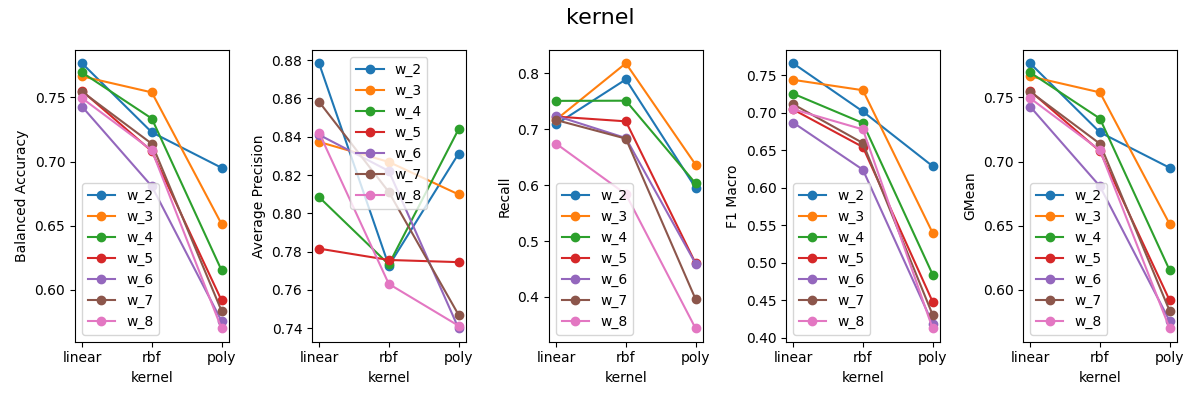 kernel
Balanced Accuracy
0.75
0.70
0.65
0.60
w_2
w_3
w_4
w_5
w_6
w_7
w_8
linear rbf poly
kernel
Average Precision
0.88
0.86
0.84
0.82
0.80
0.78
0.76
0.74
w_2
w_3
w_4
w_5
w_6
w_7
w_8
linear rbf poly
kernel
Recall
0.8
0.7
0.6
0.5
0.4
w_2
w_3
w_4
w_5
w_6
w_7
w_8
linear rbf poly
kernel
F1 Macro
0.75
0.70
0.65
0.60
0.55
0.50
0.45
0.40
w_2
w_3
w_4
w_5
w_6
w_7
w_8
linear rbf poly
kernel
GMean
0.75
0.70
0.65
0.60
w_2
w_3
w_4
w_5
w_6
w_7
w_8
linear rbf poly
kernel